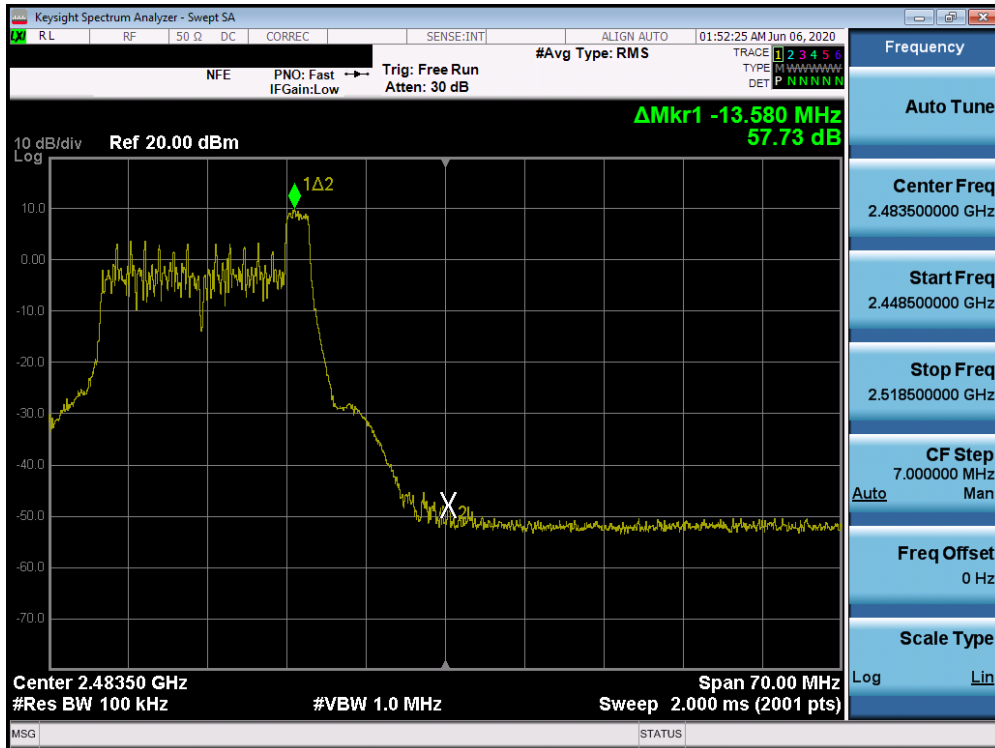 Keysight Spectrum Analyzer - Swept SA
LXI RL RF 50 Ω DC CORREC SENSE:INT ALIGN AUTO 01:52:25 AM Jun 06, 2020
Frequency
NFE PNO: Fast Trig: Free Run #Avg Type: RMS TRACE 1 2 3 4 5 6
IFGain:Low Atten: 30 dB TYPE M W W W W W
DET P N N N N N
Auto Tune
ΔMkr1 -13.580 MHz
57.73 dB
10 dB/div Ref 20.00 dBm
Log
1Δ2
10.0
0.00
-10.0
-20.0
-30.0
-40.0
-50.0
-60.0
-70.0
X 2
Center Freq
2.483500000 GHz
Start Freq
2.448500000 GHz
Stop Freq
2.518500000 GHz
CF Step
7.000000 MHz
Auto Man
Freq Offset
0 Hz
Scale Type
Log Lin
Center 2.48350 GHz Span 70.00 MHz
#Res BW 100 kHz #VBW 1.0 MHz Sweep 2.000 ms (2001 pts)
MSG STATUS